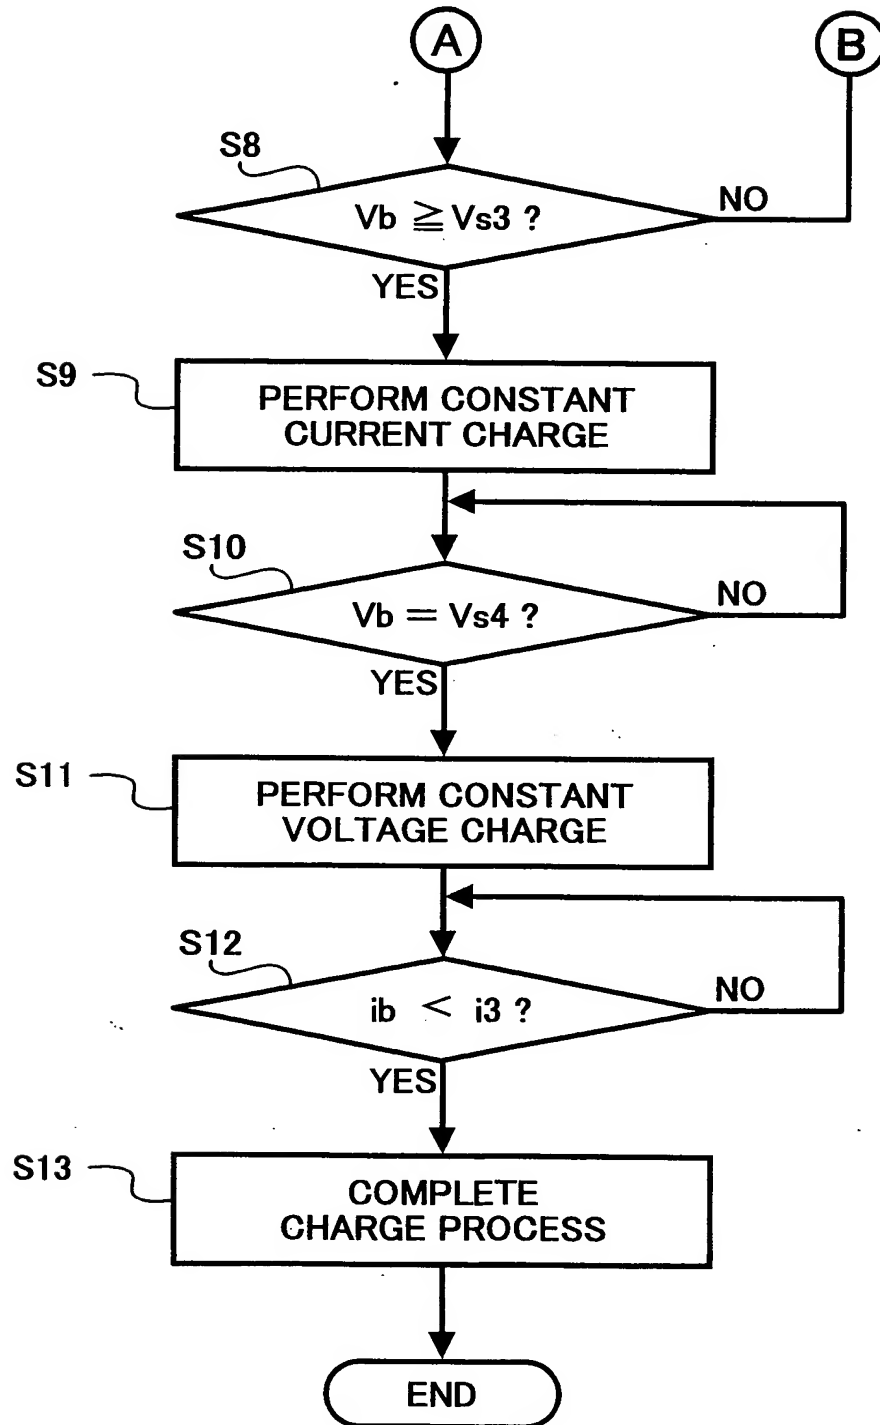 A
B
S8
Vb ≧ Vs3 ?
NO
YES
S9
PERFORM CONSTANT
CURRENT CHARGE
S10
Vb = Vs4 ?
NO
YES
S11
PERFORM CONSTANT
VOLTAGE CHARGE
S12
ib < i3 ?
NO
YES
S13
COMPLETE
CHARGE PROCESS
END